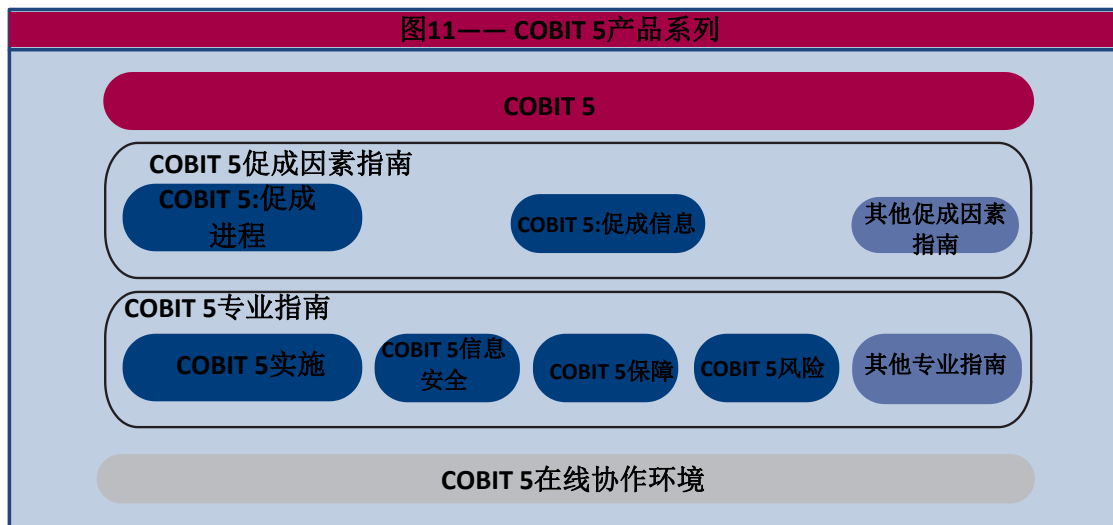 图11—— COBIT 5产品系列
COBIT 5
COBIT 5促成因素指南
COBIT 5:促成
进程
COBIT 5:促成信息
其他促成因素
指南
COBIT 5专业指南
COBIT 5实施
COBIT 5信息
安全
COBIT 5保障
COBIT 5风险
其他专业指南
COBIT 5在线协作环境